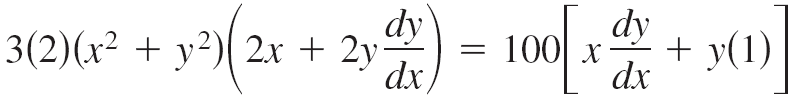 3(2)(x² + y²)(2x + 2y dy/dx) = 100[x dy/dx + y(1)]